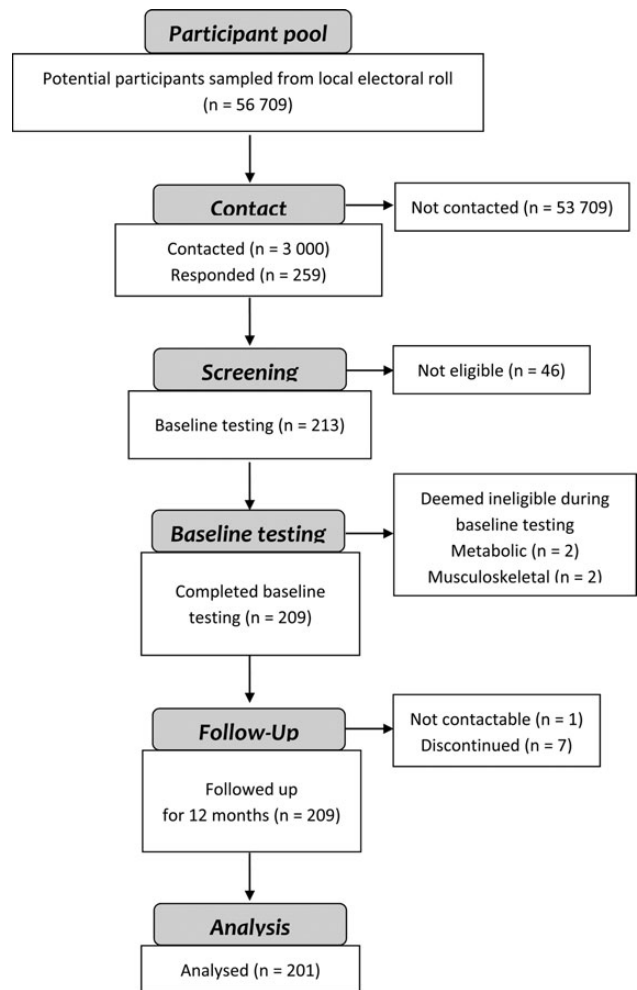 Participant pool
Potential participants sampled from local electoral roll
(n = 56 709)
Contact
Not contacted (n = 53 709)
Contacted (n = 3 000)
Responded (n = 259)
Screening
Not eligible (n = 46)
Baseline testing (n = 213)
Baseline testing
Deemed ineligible during
baseline testing
Metabolic (n = 2)
Musculoskeletal (n = 2)
Completed baseline
testing (n = 209)
Follow-Up
Not contactable (n = 1)
Discontinued (n = 7)
Followed up
for 12 months (n = 209)
Analysis
Analysed (n = 201)